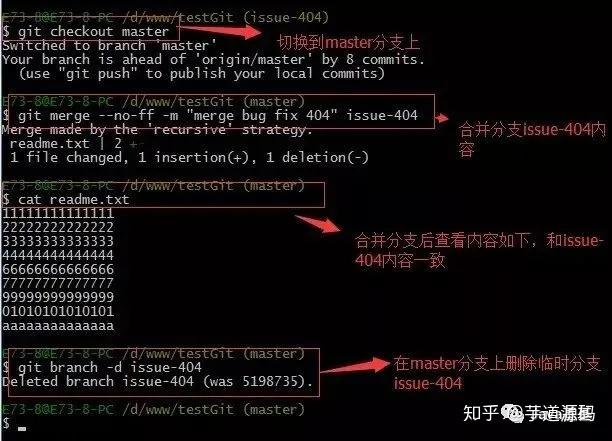 E73-8@E73-8-PC /d/www/testGit (issue-404)
$ git checkout master
切换到master分支上
Switched to branch 'master'
Your branch is ahead of 'origin/master' by 8 commits.
(use "git push" to publish your local commits)
E73-8@E73-8-PC /d/www/testGit (master)
$ git merge --no-ff -m "merge bug fix 404" issue-404
合并分支issue-404内
容
Merge made by the 'recursive' strategy.
readme.txt | 2 +-
1 file changed, 1 insertion(+), 1 deletion(-)
E73-8@E73-8-PC /d/www/testGit (master)
$ cat readme.txt
11111111111111
22222222222222
33333333333333
44444444444444
66666666666666
77777777777777
99999999999999
01010101010101
aaaaaaaaaaaaaa
合并分支后查看内容如下，和issue-
404内容一致
E73-8@E73-8-PC /d/www/testGit (master)
$ git branch -d issue-404
Deleted branch issue-404 (was 5198735).
在master分支上删除临时分支
issue-404
E73-8@E73-8-PC /d/www/testGit (master)
$
知乎 @芋道源码